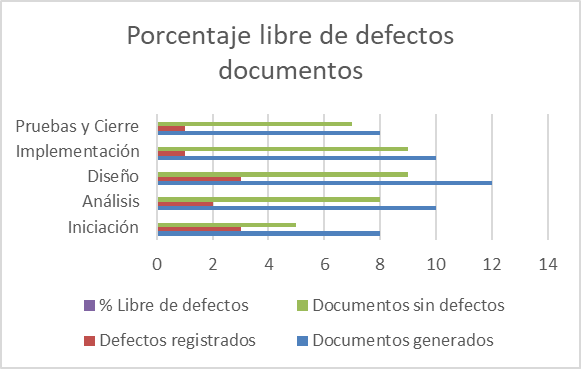 Porcentaje libre de defectos
documentos
Pruebas y Cierre
Implementación
Diseño
Análisis
Iniciación
0 2 4 6 8 10 12 14
% Libre de defectos Documentos sin defectos
Defectos registrados Documentos generados